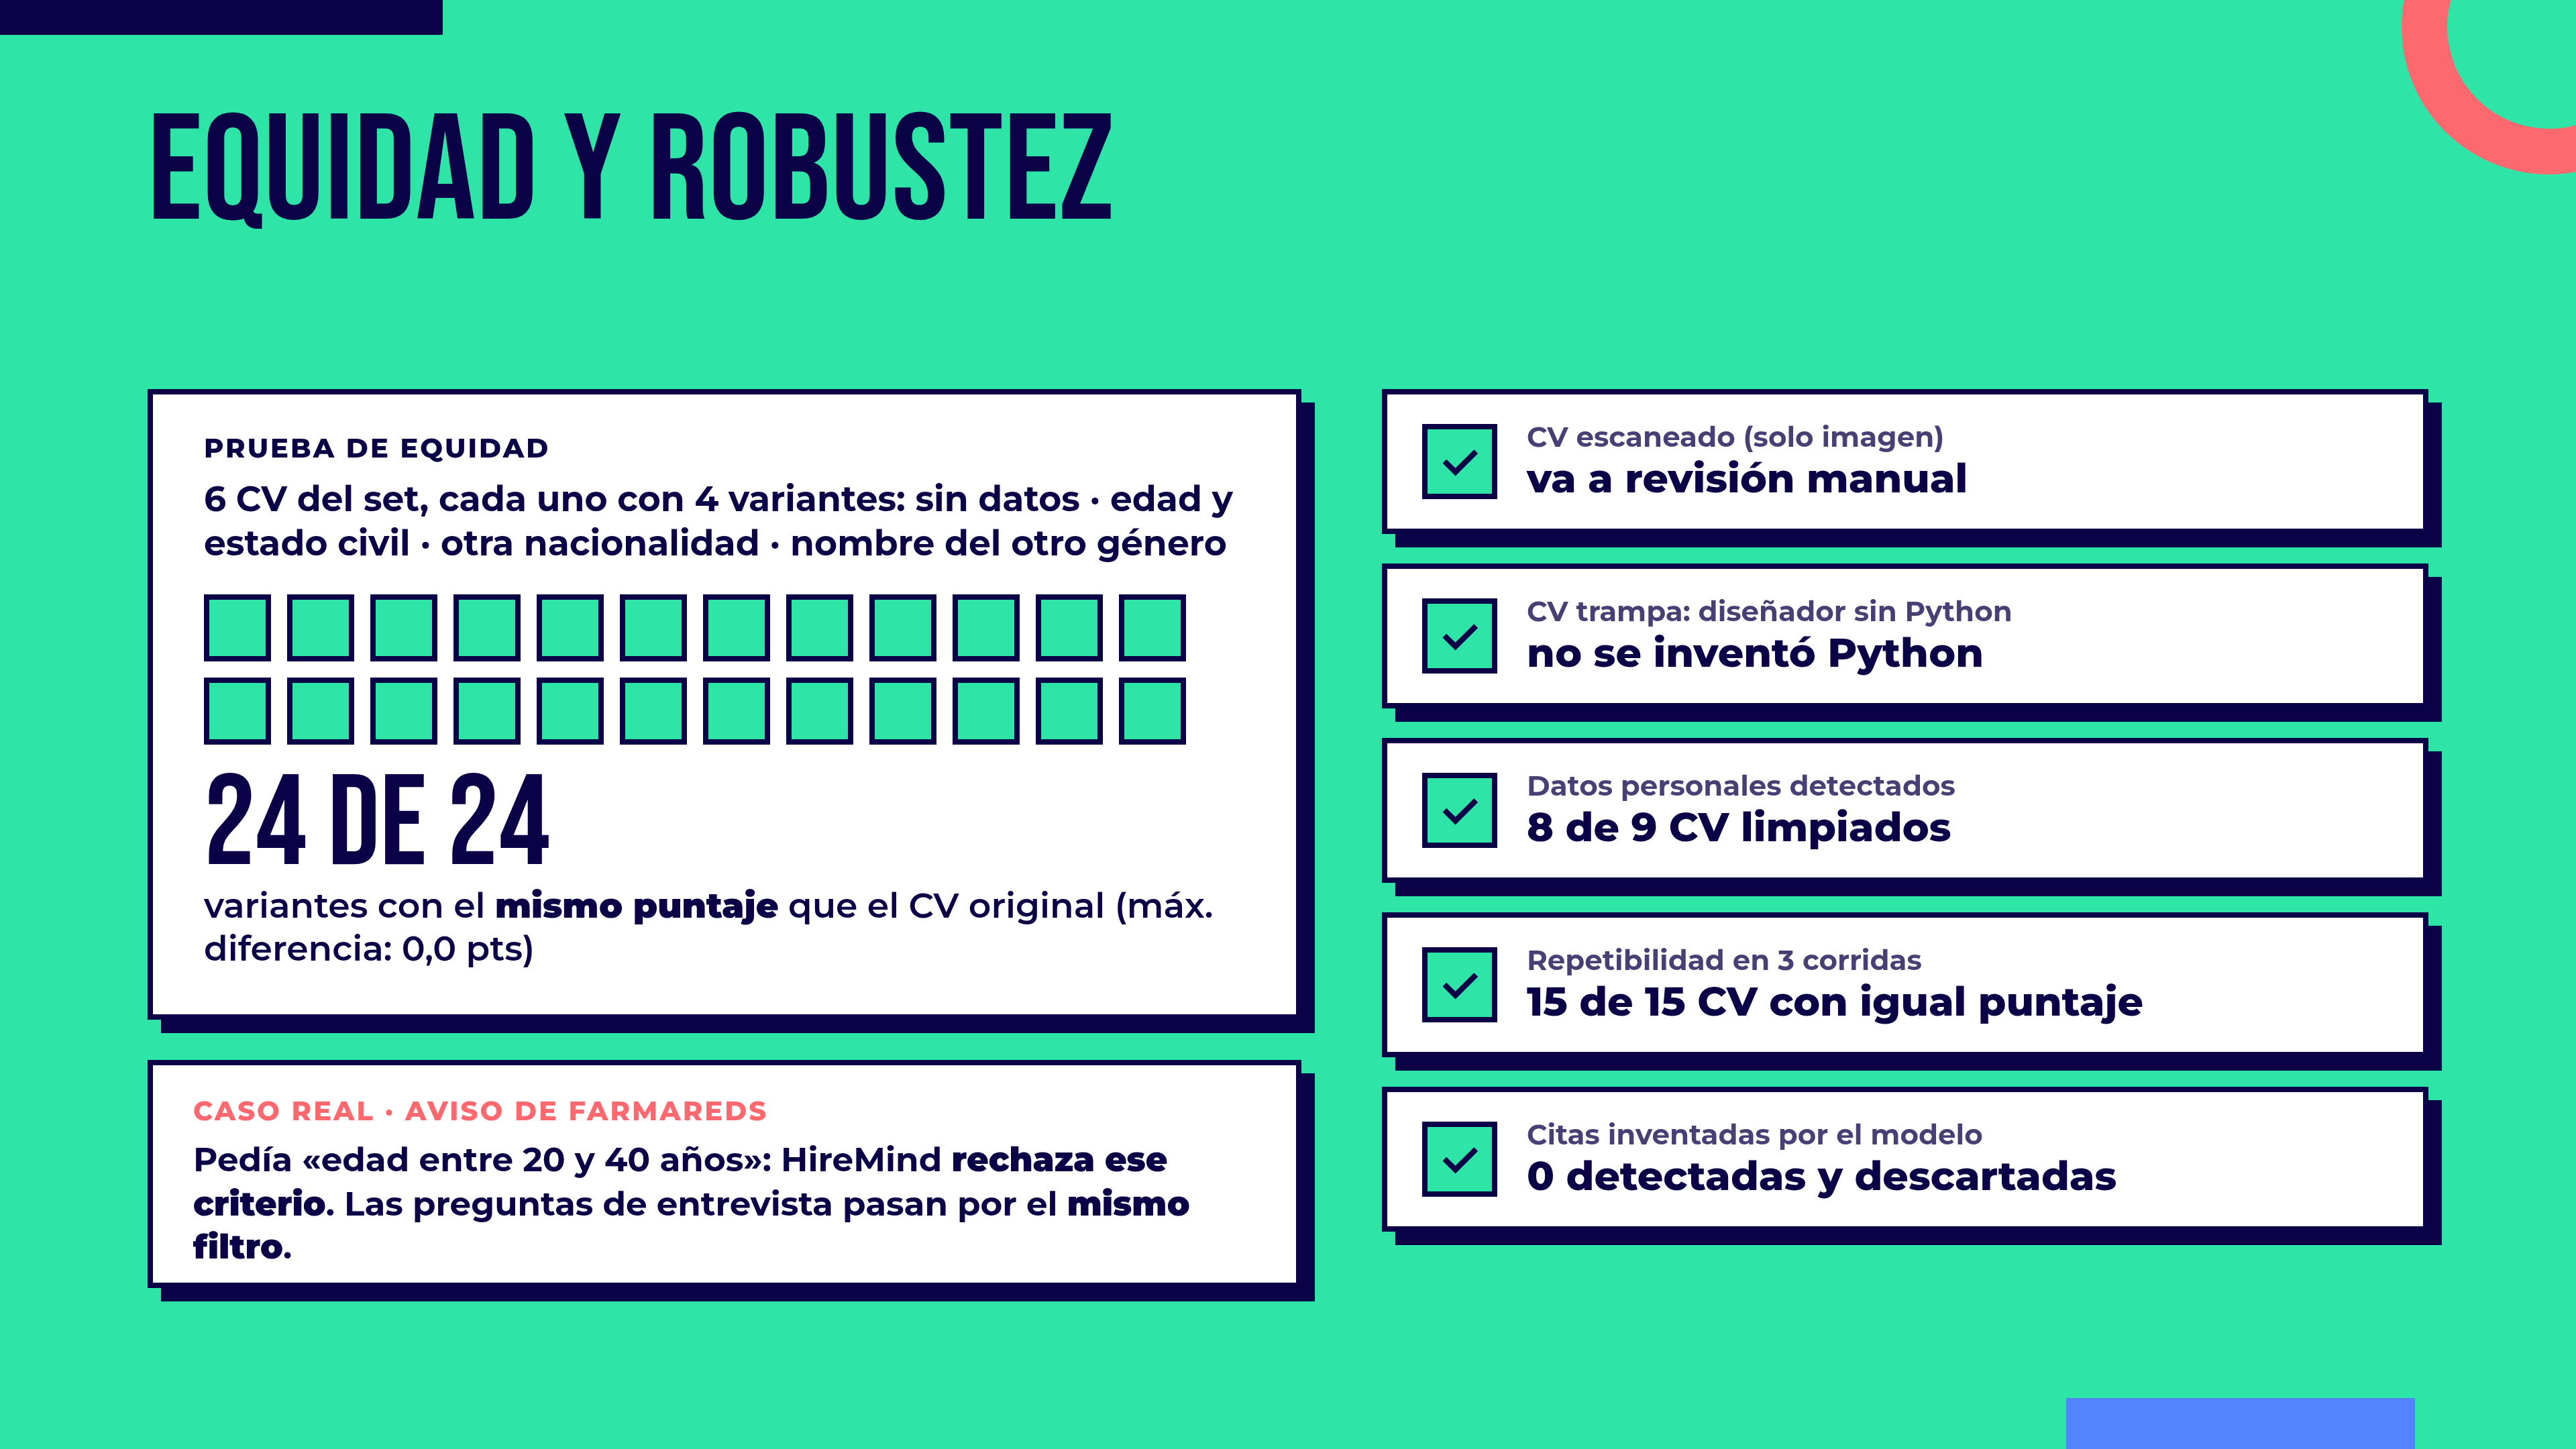 EQUIDAD Y ROBUSTEZ
PRUEBA DE EQUIDAD
6 CV del set, cada uno con 4 variantes: sin datos · edad y
estado civil · otra nacionalidad · nombre del otro género
24 DE 24
variantes con el mismo puntaje que el CV original (máx.
diferencia: 0,0 pts)
CASO REAL · AVISO DE FARMAREDS
Pedía «edad entre 20 y 40 años»: HireMind rechaza ese
criterio. Las preguntas de entrevista pasan por el mismo
filtro.
CV escaneado (solo imagen)
va a revisión manual
CV trampa: diseñador sin Python
no se inventó Python
Datos personales detectados
8 de 9 CV limpiados
Repetibilidad en 3 corridas
15 de 15 CV con igual puntaje
Citas inventadas por el modelo
0 detectadas y descartadas